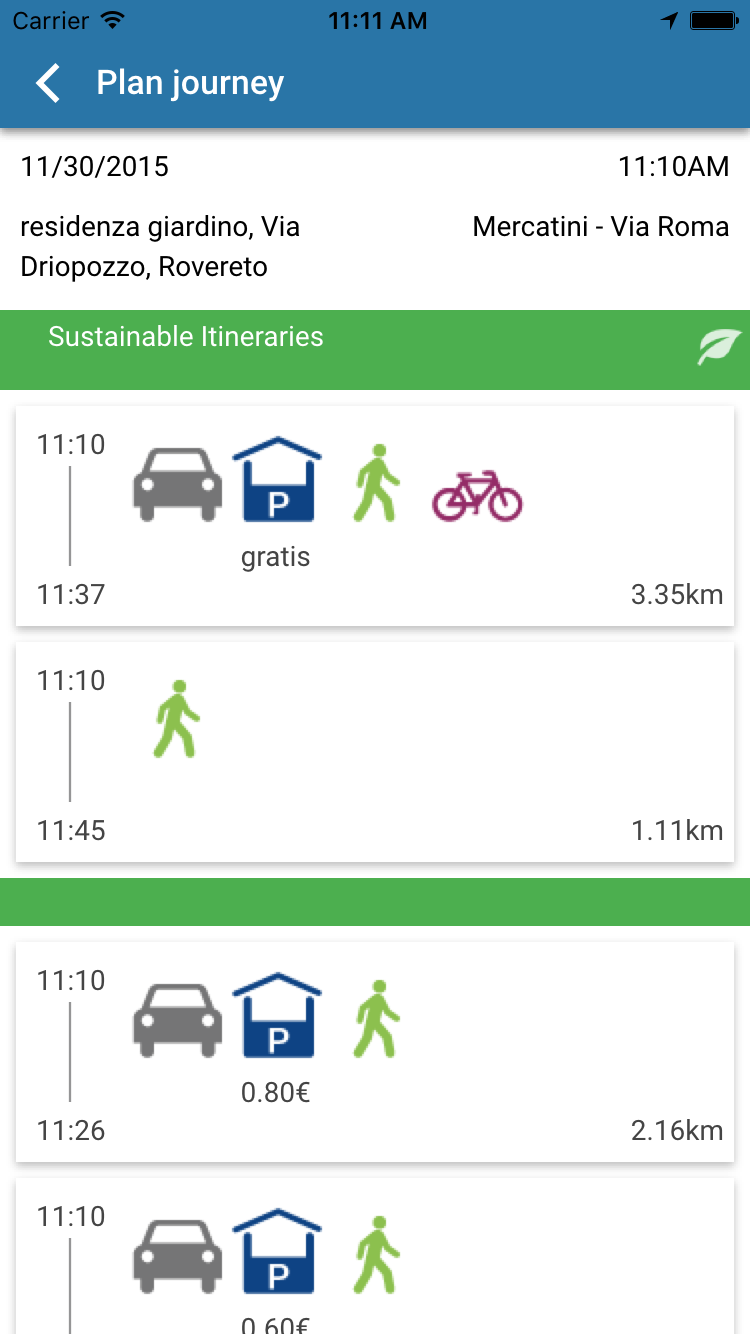 Carrier 11:11 AM
Plan journey
11/30/2015 11:10AM
residenza giardino, Via Mercatini - Via Roma
Driopozzo, Rovereto
Sustainable Itineraries
11:10
P
gratis
11:37 3.35km
11:10
11:45 1.11km
11:10
P
0.80€
11:26 2.16km
11:10
P
0.60€